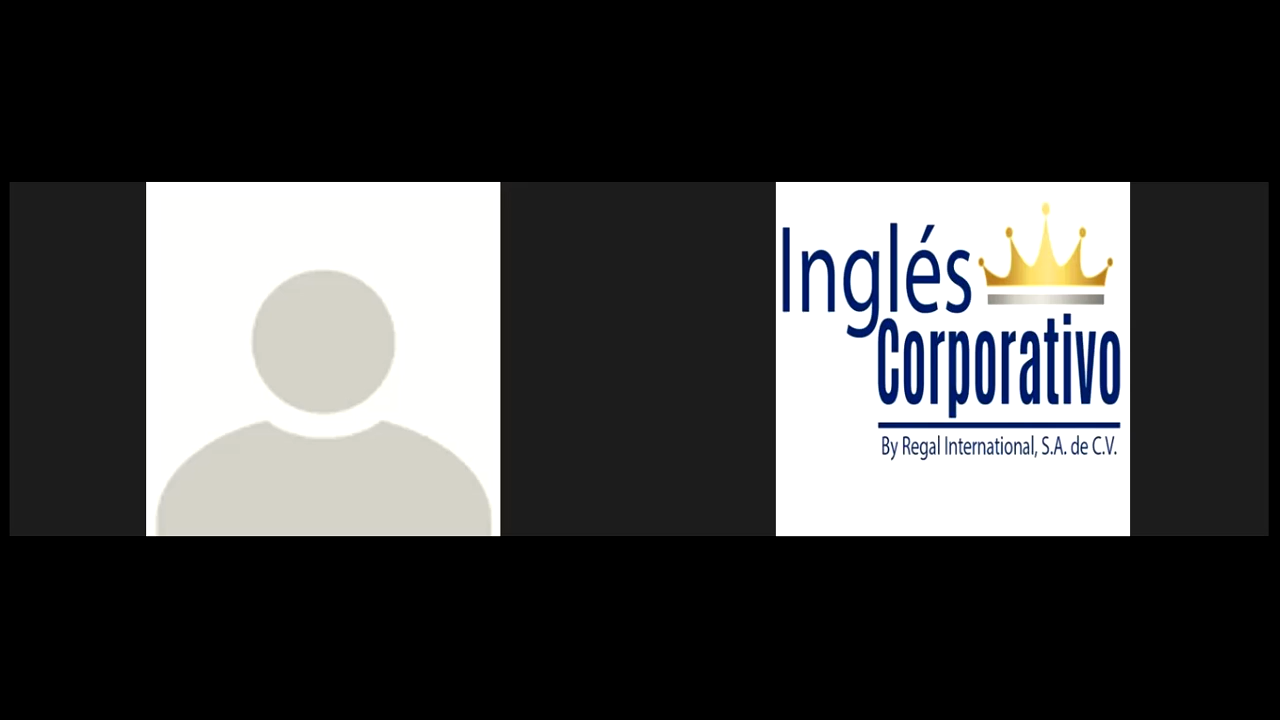 Inglés
Corporativo
By Regal International, S.A. de C.V.